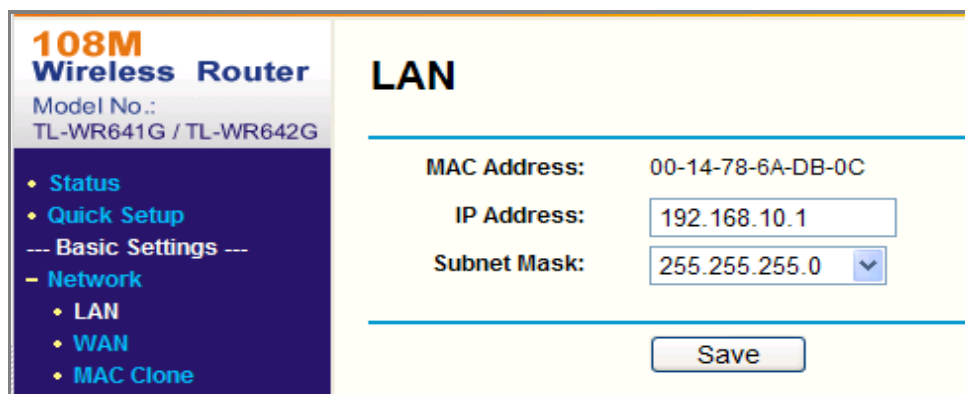 108M
Wireless Router
Model No.:
TL-WR641G / TL-WR642G
• Status
• Quick Setup
--- Basic Settings ---
– Network
• LAN
• WAN
• MAC Clone
LAN
MAC Address: 00-14-78-6A-DB-0C
IP Address: 192.168.10.1
Subnet Mask: 255.255.255.0
Save